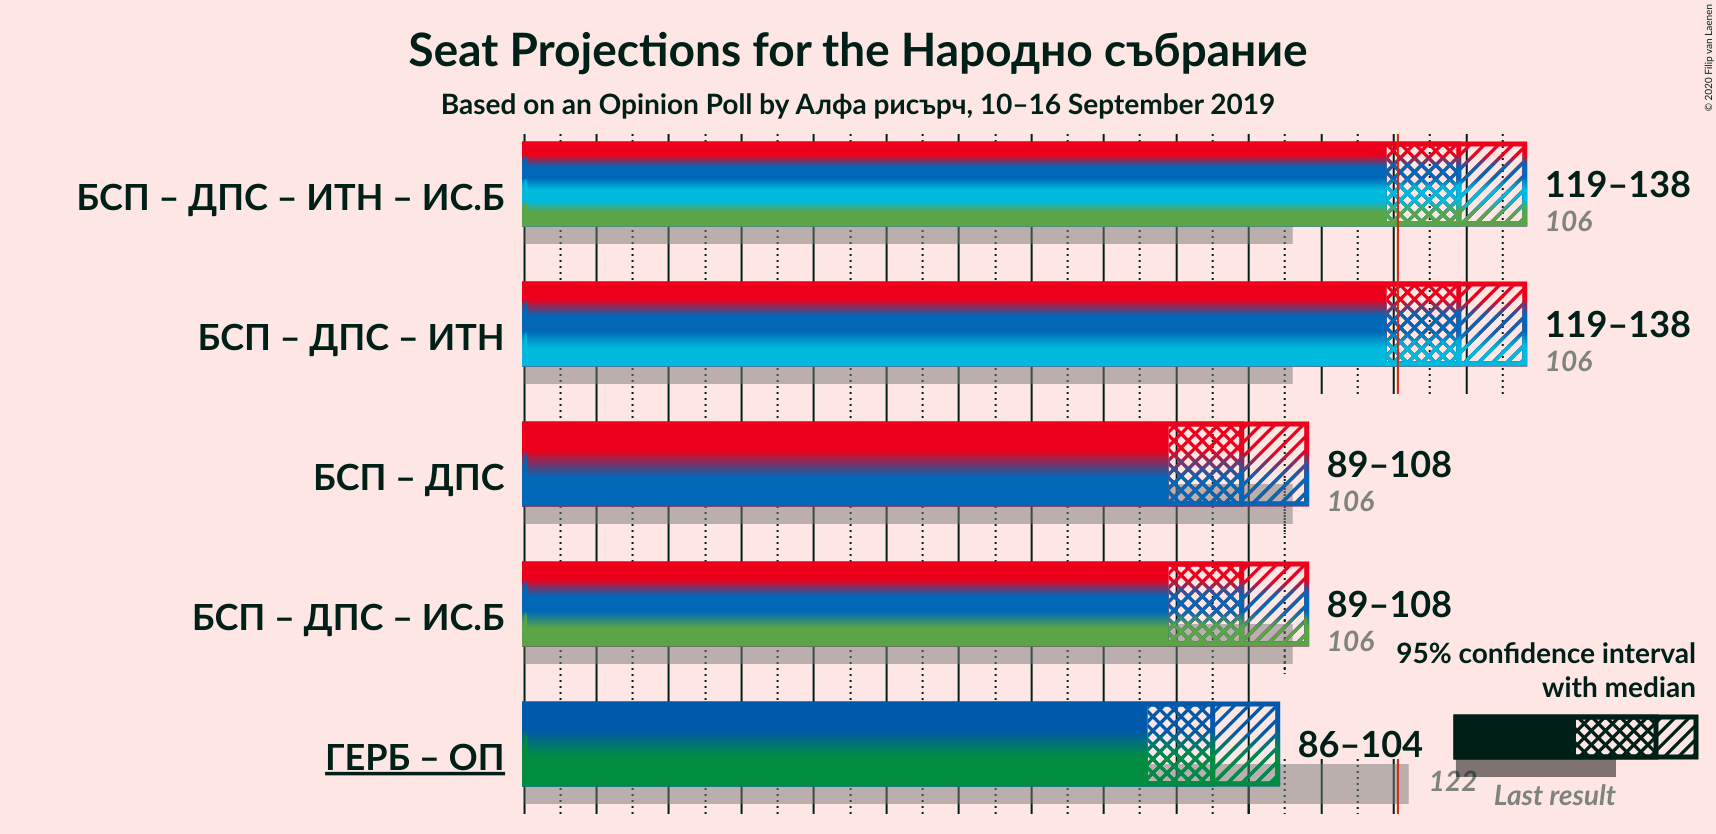 Seat Projections for the Народно събрание
Based on an Opinion Poll by Алфа рисърч, 10–16 September 2019
© 2020 Filip van Laenen
БСП – ДПС – ИТН – ИС.Б
119–138
106
БСП – ДПС – ИТН
119–138
106
БСП – ДПС
89–108
106
БСП – ДПС – ИС.Б
89–108
106
ГЕРБ – ОП
86–104
122
95% confidence interval
with median
Last result